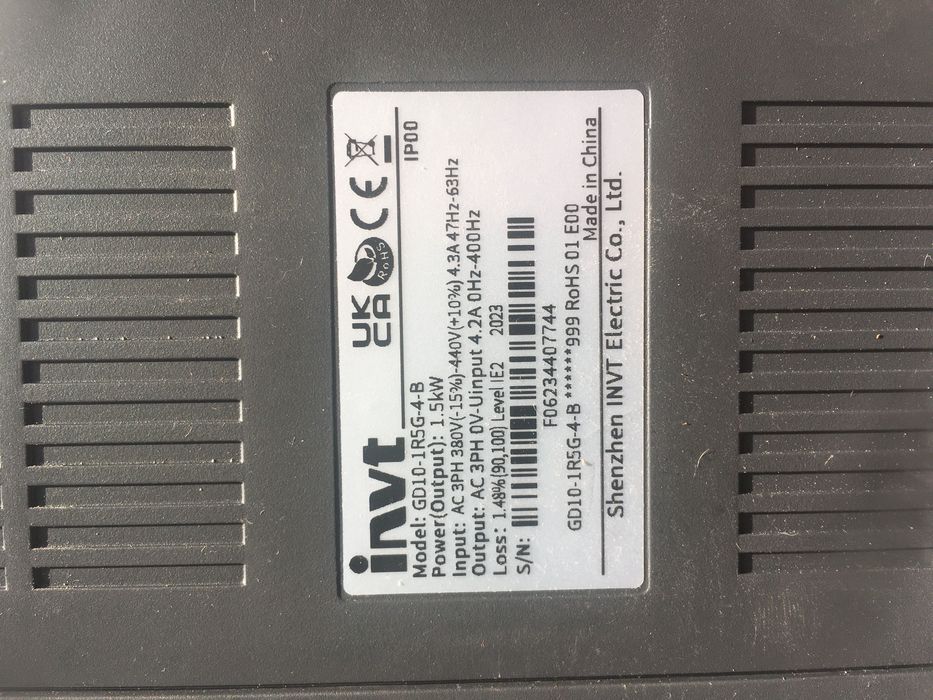 invt
UK
CA
RoHS
CE
IP00
Model: GD10-1R5G-4-B
Power(Output): 1.5kW
Input: AC 3PH 380V(-15%)-440V(+10%) 4.3A 47Hz-63Hz
Output: AC 3PH 0V-Uinput 4.2A 0Hz-400Hz
Loss: 1.48%(90,100) Level IE2 2023
S/N:
F06234407744
GD10-1R5G-4-B *******999 RoHS 01 E00
Made in China
Shenzhen INVT Electric Co., Ltd.